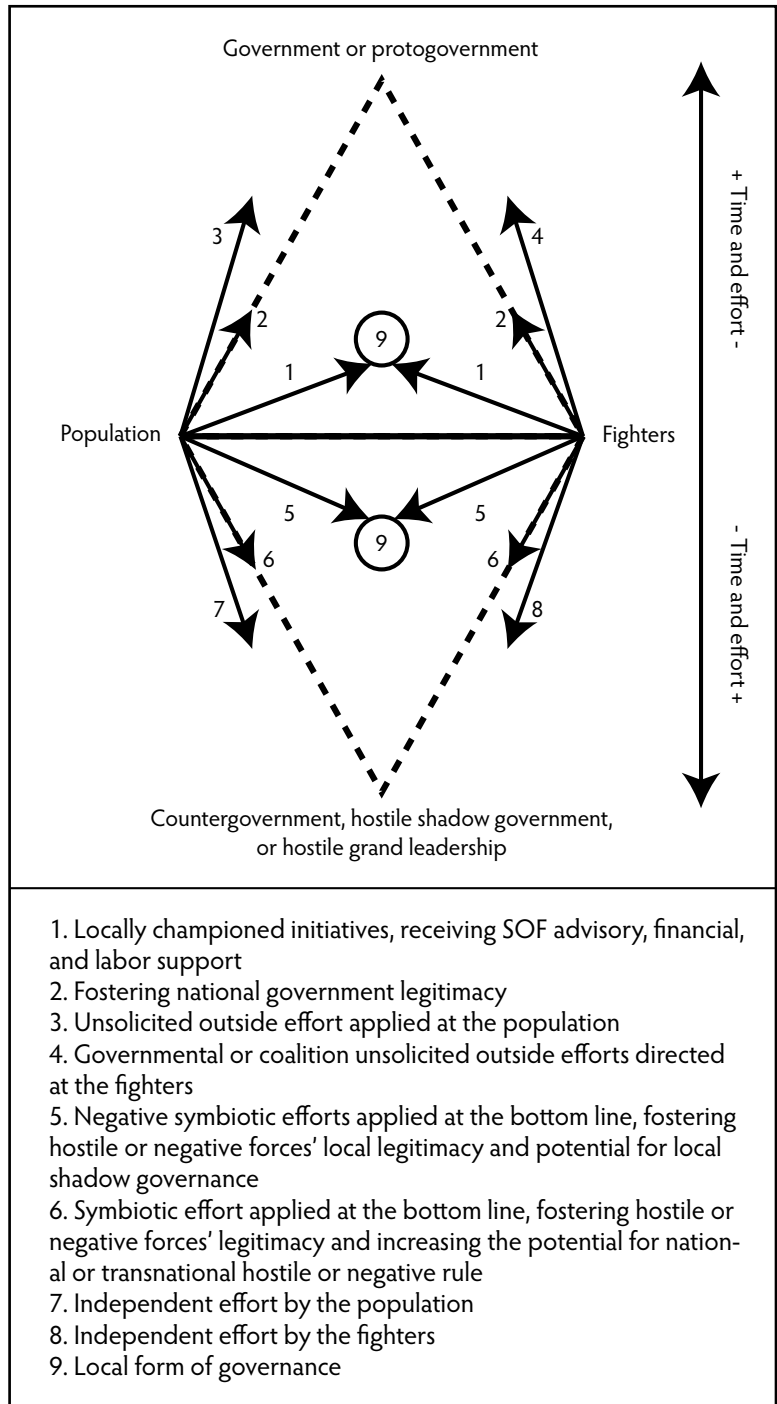 Government or protogovernment
+ Time and effort -
3
4
2
2
9
1
1
Population
Fighters
5
5
9
- Time and effort +
6
6
7
8
Countergovernment, hostile shadow government,
or hostile grand leadership
1. Locally championed initiatives, receiving SOF advisory, financial,
and labor support
2. Fostering national government legitimacy
3. Unsolicited outside effort applied at the population
4. Governmental or coalition unsolicited outside efforts directed
at the fighters
5. Negative symbiotic efforts applied at the bottom line, fostering
hostile or negative forces’ local legitimacy and potential for local
shadow governance
6. Symbiotic effort applied at the bottom line, fostering hostile or
negative forces’ legitimacy and increasing the potential for nation-
al or transnational hostile or negative rule
7. Independent effort by the population
8. Independent effort by the fighters
9. Local form of governance